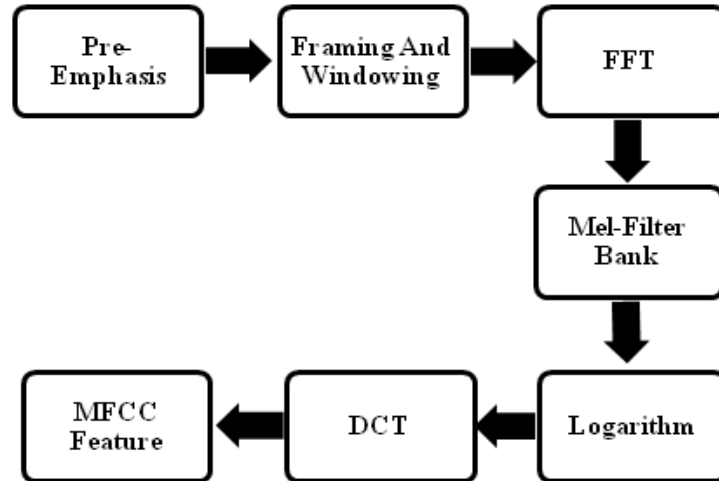 Pre-
Emphasis
Framing And
Windowing
FFT
Mel-Filter
Bank
Logarithm
DCT
MFCC
Feature